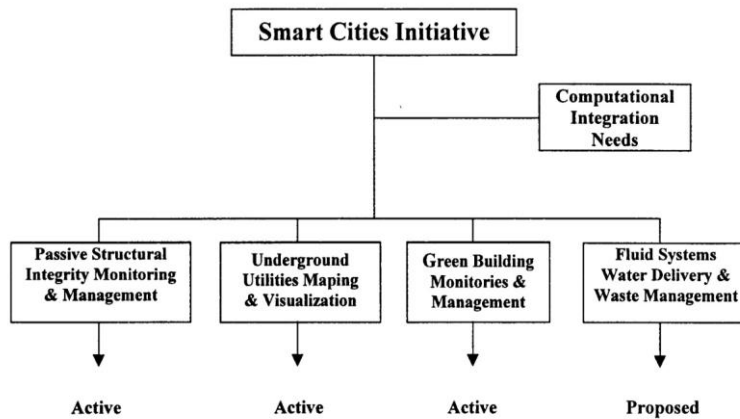 Smart Cities Initiative
Computational
Integration
Needs
Passive Structural
Integrity Monitoring
& Management
Underground
Utilities Maping
& Visualization
Green Building
Monitories &
Management
Fluid Systems
Water Delivery &
Waste Management
Active
Active
Active
Proposed